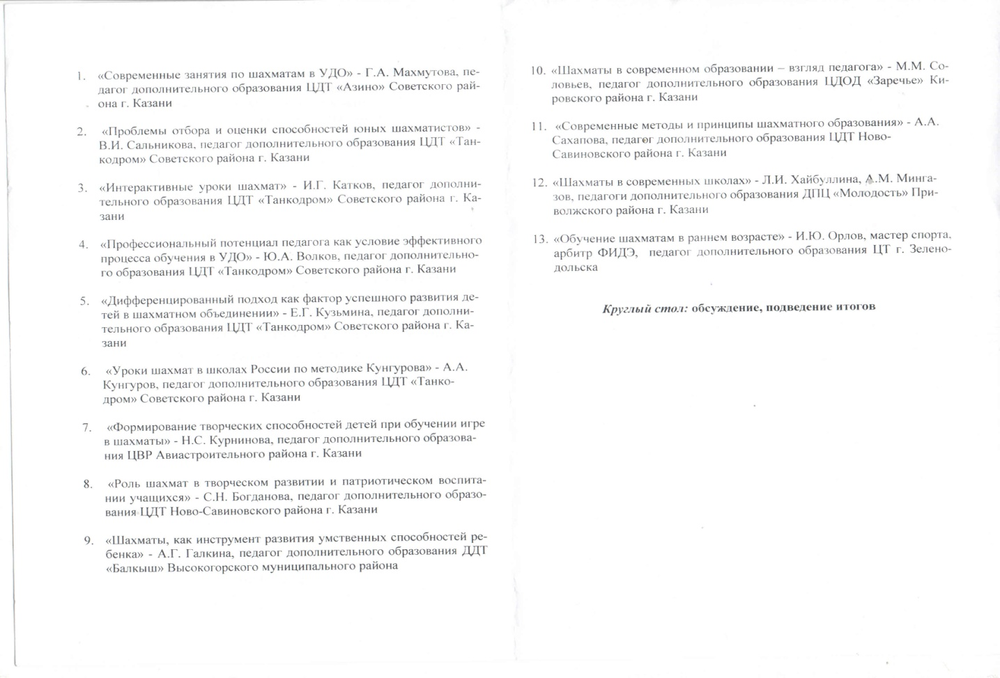 1. «Современные занятия по шахматам в УДО» - Г.А. Махмутова, пе-
дагог дополнительного образования ЦДТ «Азино» Советского рай-
она г. Казани
2. «Проблемы отбора и оценки способностей юных шахматистов» -
В.И. Сальникова, педагог дополнительного образования ЦДТ «Тан-
кодром» Советского района г. Казани
3. «Интерактивные уроки шахмат» - И.Г. Катков, педагог дополни-
тельного образования ЦДТ «Танкодром» Советского района г. Ка-
зани
4. «Профессиональный потенциал педагога как условие эффективного
процесса обучения в УДО» - Ю.А. Волков, педагог дополнительно-
го образования ЦДТ «Танкодром» Советского района г. Казани
5. «Дифференцированный подход как фактор успешного развития де-
тей в шахматном объединении» - Е.Г. Кузьмина, педагог дополни-
тельного образования ЦДТ «Танкодром» Советского района г. Ка-
зани
6. «Уроки шахмат в школах России по методике Кунгурова» - А.А.
Кунгуров, педагог дополнительного образования ЦДТ «Танко-
дром» Советского района г. Казани
7. «Формирование творческих способностей детей при обучении игре
в шахматы» - Н.С. Курнинова, педагог дополнительного образова-
ния ЦВР Авиастроительного района г. Казани
8. «Роль шахмат в творческом развитии и патриотическом воспита-
нии учащихся» - С.Н. Богданова, педагог дополнительного образо-
вания ЦДТ Ново-Савиновского района г. Казани
9. «Шахматы, как инструмент развития умственных способностей ре-
бенка» - А.Г. Галкина, педагог дополнительного образования ДДТ
«Балкыш» Высокогорского муниципального района
10. «Шахматы в современном образовании – взгляд педагога» - М.М. Со-
ловьев, педагог дополнительного образования ЦДОД «Заречье» Ки-
ровского района г. Казани
11. «Современные методы и принципы шахматного образования» - А.А.
Сахапова, педагог дополнительного образования ЦДТ Ново-
Савиновского района г. Казани
12. «Шахматы в современных школах» - Л.И. Хайбуллина, А.М. Минга-
зов, педагоги дополнительного образования ДПЦ «Молодость» При-
волжского района г. Казани
13. «Обучение шахматам в раннем возрасте» - И.Ю. Орлов, мастер спорта,
арбитр ФИДЭ, педагог дополнительного образования ЦТ г. Зелено-
дольска
Круглый стол: обсуждение, подведение итогов